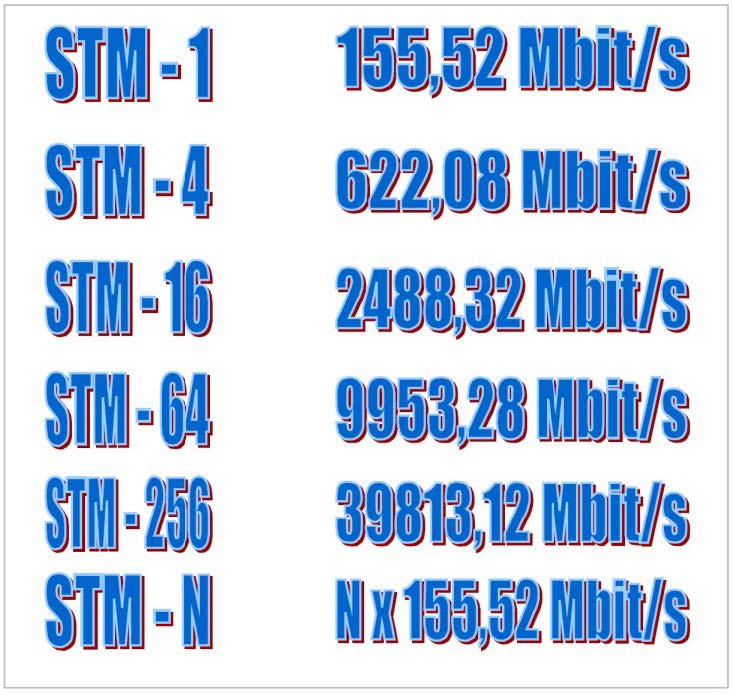 STM - 1 155,52 Mbit/s
STM - 4 622,08 Mbit/s
STM - 16 2488,32 Mbit/s
STM - 64 9953,28 Mbit/s
STM - 256 39813,12 Mbit/s
STM - N N x 155,52 Mbit/s